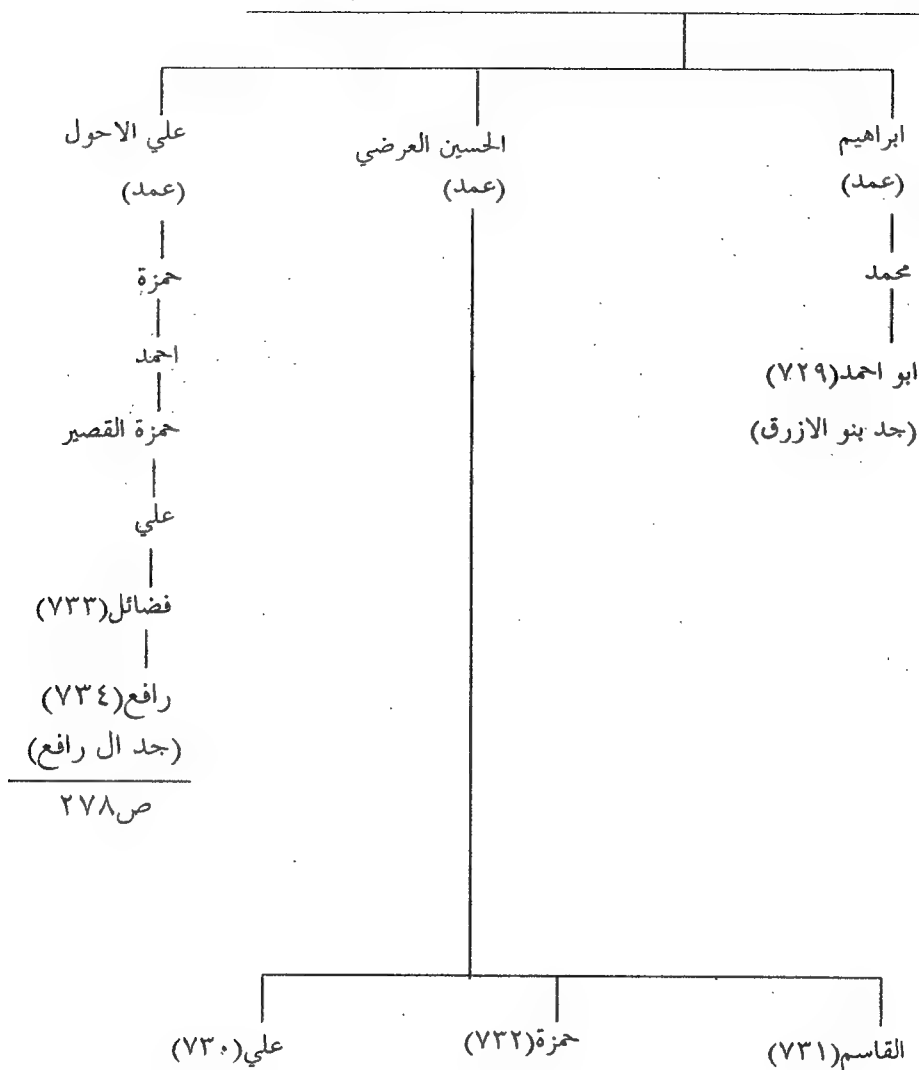 ابراهيم
(عمد)
محمد
ابو احمد(٧٢٩)
(جد بنو الازرق)
الحسين العرضي
(عمد)
القاسم(٧٣١)
حمزة(٧٣٢)
علي(٧٣٠)
علي الاحول
(عمد)
حمزة
احمد
حمزة القصير
علي
فضائل(٧٣٣)
رافع(٧٣٤)
(جد ال رافع)
ص٢٧٨